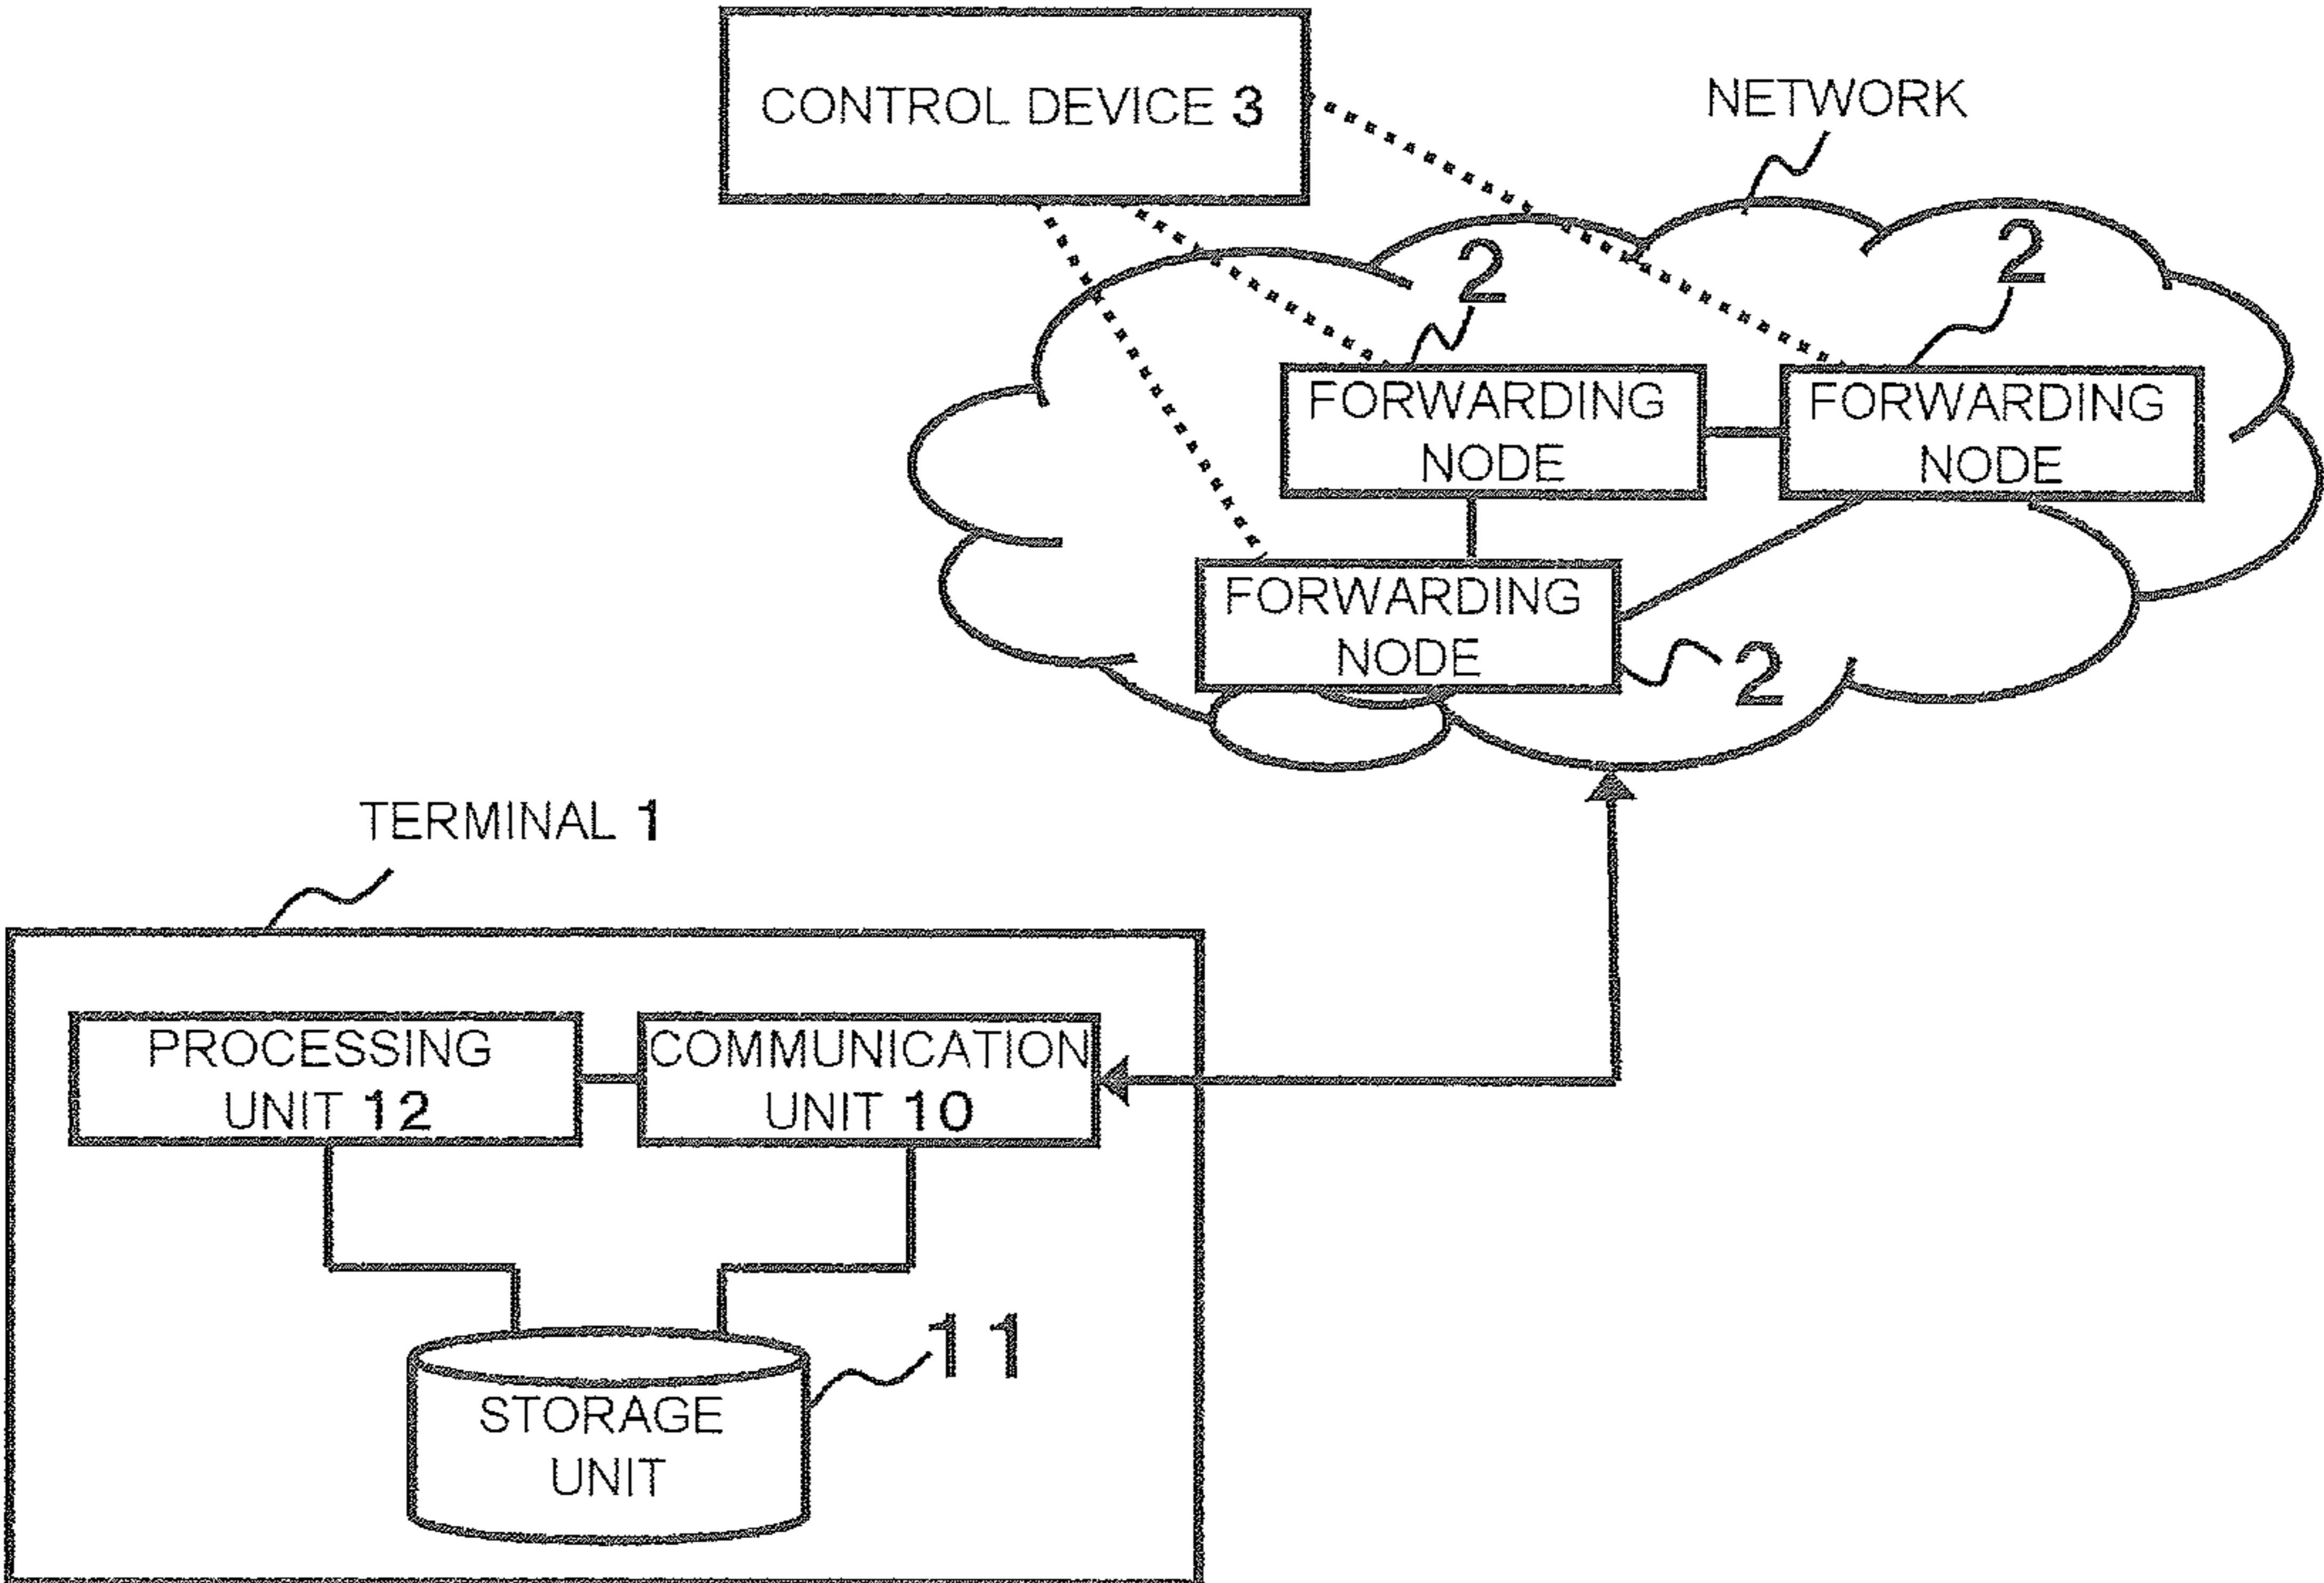 CONTROL DEVICE 3
NETWORK
2
2
FORWARDING
NODE
FORWARDING
NODE
FORWARDING
NODE
2
TERMINAL 1
PROCESSING
UNIT 12
COMMUNICATION
UNIT 10
11
STORAGE
UNIT